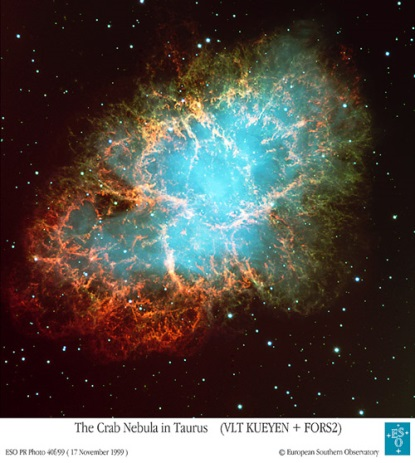 The Crab Nebula in Taurus (VLT KUEYEN + FORS2)
ESO PR Photo 40f/99 ( 17 November 1999 )
© European Southern Observatory
ESO